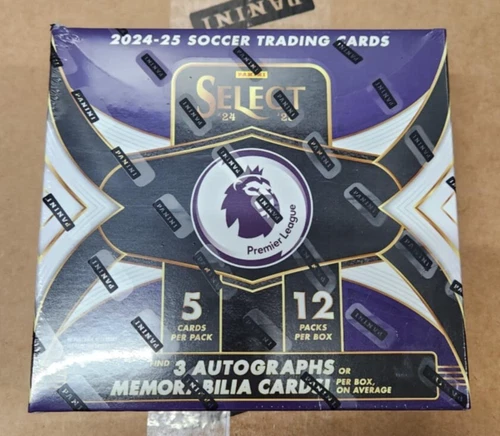 PANINI
2024-25 SOCCER TRADING CARDS
PANINI
SELECT
'24 '25
Premier League
5
CARDS
PER PACK
12
PACKS
PER BOX
3 AUTOGRAPHS OR
MEMORABILIA CARDS PER BOX,
ON AVERAGE